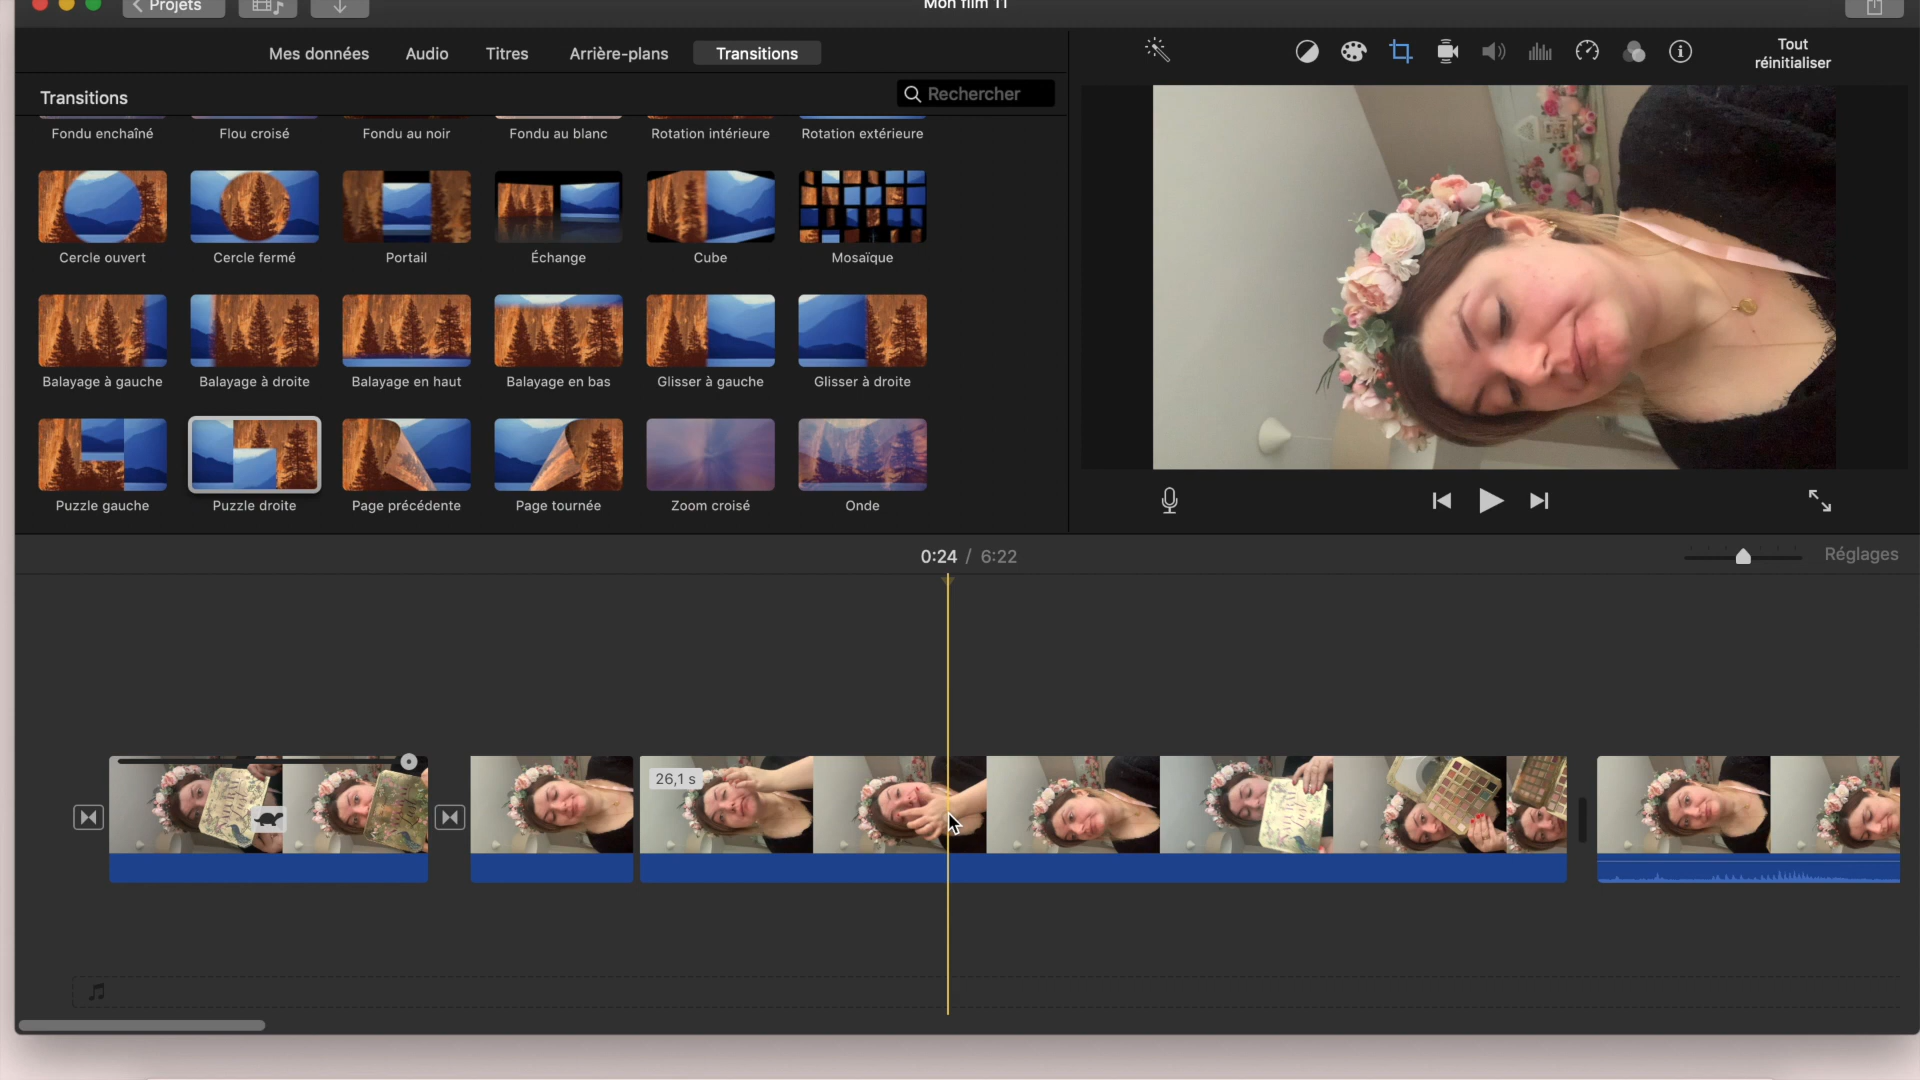 Projets
Mon film 11
Mes données Audio Titres Arrière-plans Transitions
Tout
réinitialiser
Transitions
Rechercher
Fondu enchaîné Flou croisé Fondu au noir Fondu au blanc Rotation intérieure Rotation extérieure
Cercle ouvert Cercle fermé Portail Échange Cube Mosaïque
Balayage à gauche Balayage à droite Balayage en haut Balayage en bas Glisser à gauche Glisser à droite
Puzzle gauche Puzzle droite Page précédente Page tournée Zoom croisé Onde
0:24 / 6:22
Réglages
26,1 s